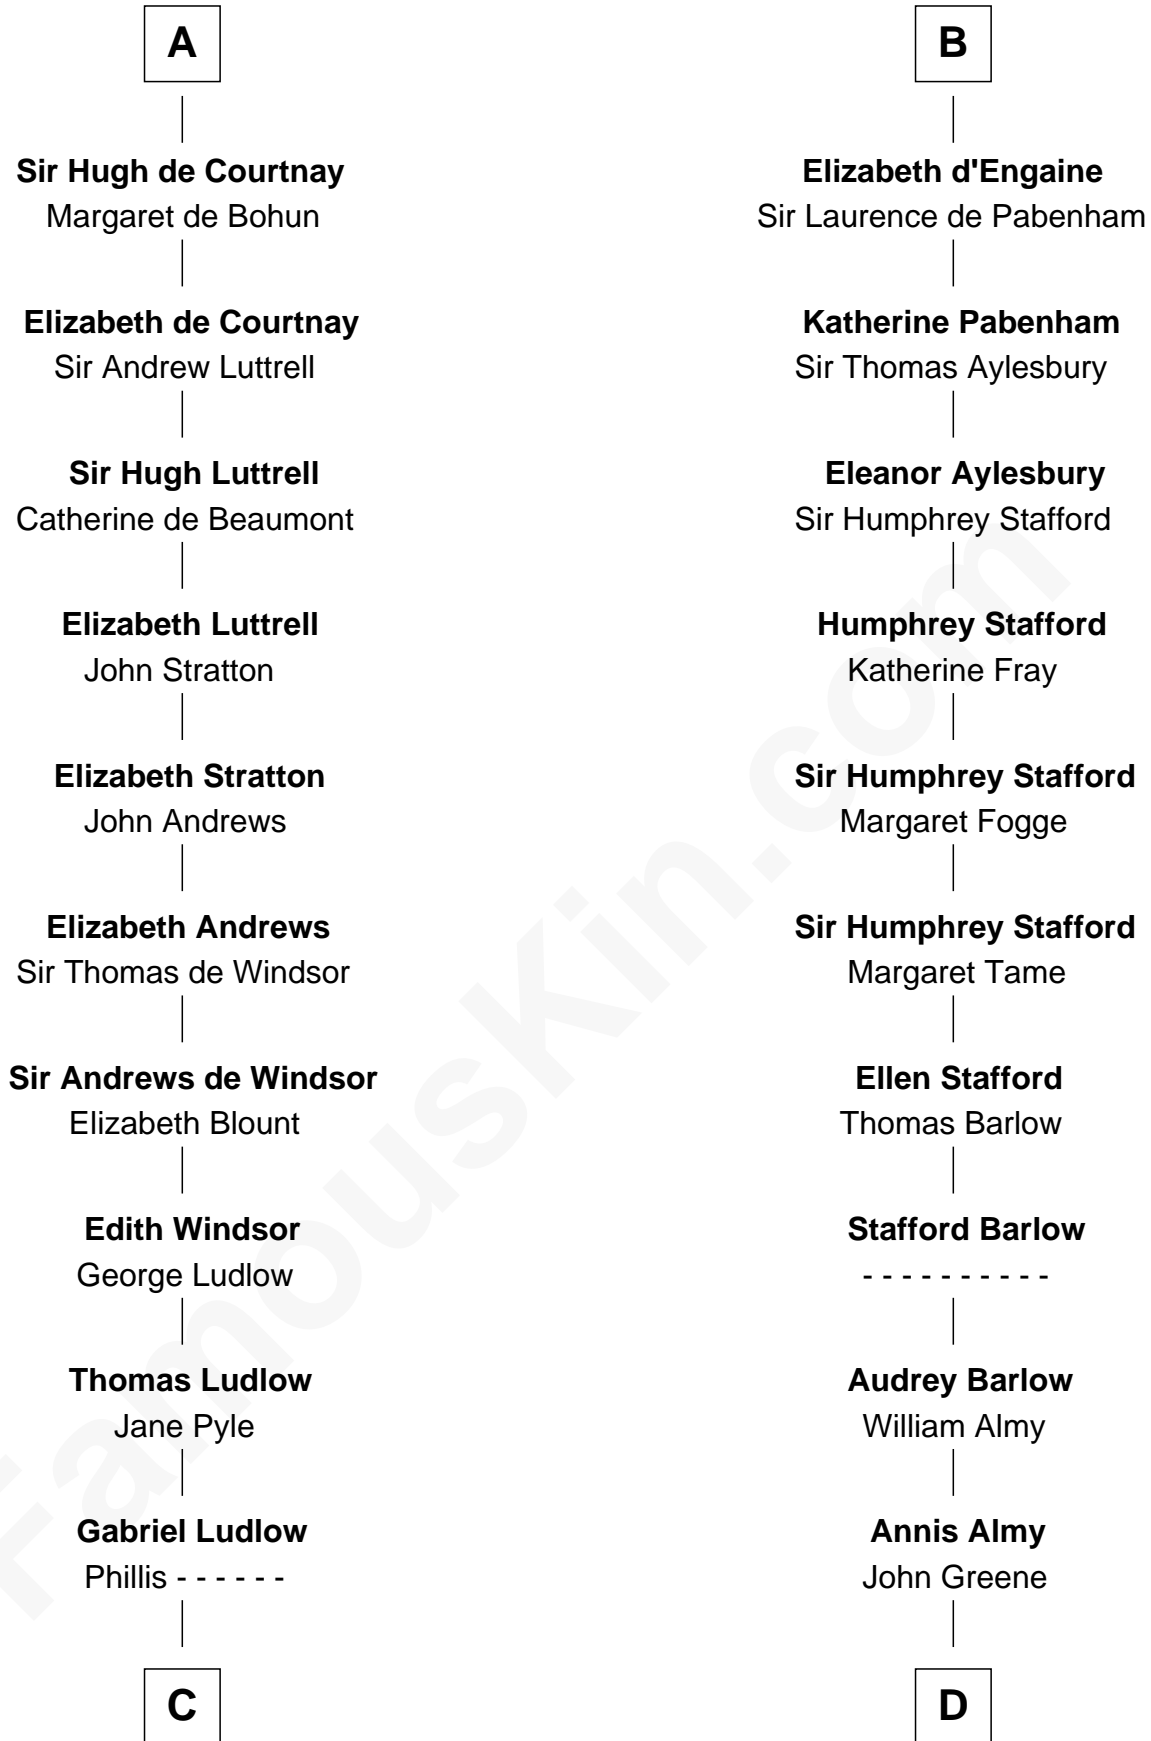 A
Sir Hugh de Courtnay
Margaret de Bohun
Elizabeth de Courtnay
Sir Andrew Luttrell
Sir Hugh Luttrell
Catherine de Beaumont
Elizabeth Luttrell
John Stratton
Elizabeth Stratton
John Andrews
Elizabeth Andrews
Sir Thomas de Windsor
Sir Andrews de Windsor
Elizabeth Blount
Edith Windsor
George Ludlow
Thomas Ludlow
Jane Pyle
Gabriel Ludlow
Phillis - - - - - -
C
B
Elizabeth d'Engaine
Sir Laurence de Pabenham
Katherine Pabenham
Sir Thomas Aylesbury
Eleanor Aylesbury
Sir Humphrey Stafford
Humphrey Stafford
Katherine Fray
Sir Humphrey Stafford
Margaret Fogge
Sir Humphrey Stafford
Margaret Tame
Ellen Stafford
Thomas Barlow
Stafford Barlow
- - - - - - - - - -
Audrey Barlow
William Almy
Annis Almy
John Greene
D
FamousKin.com